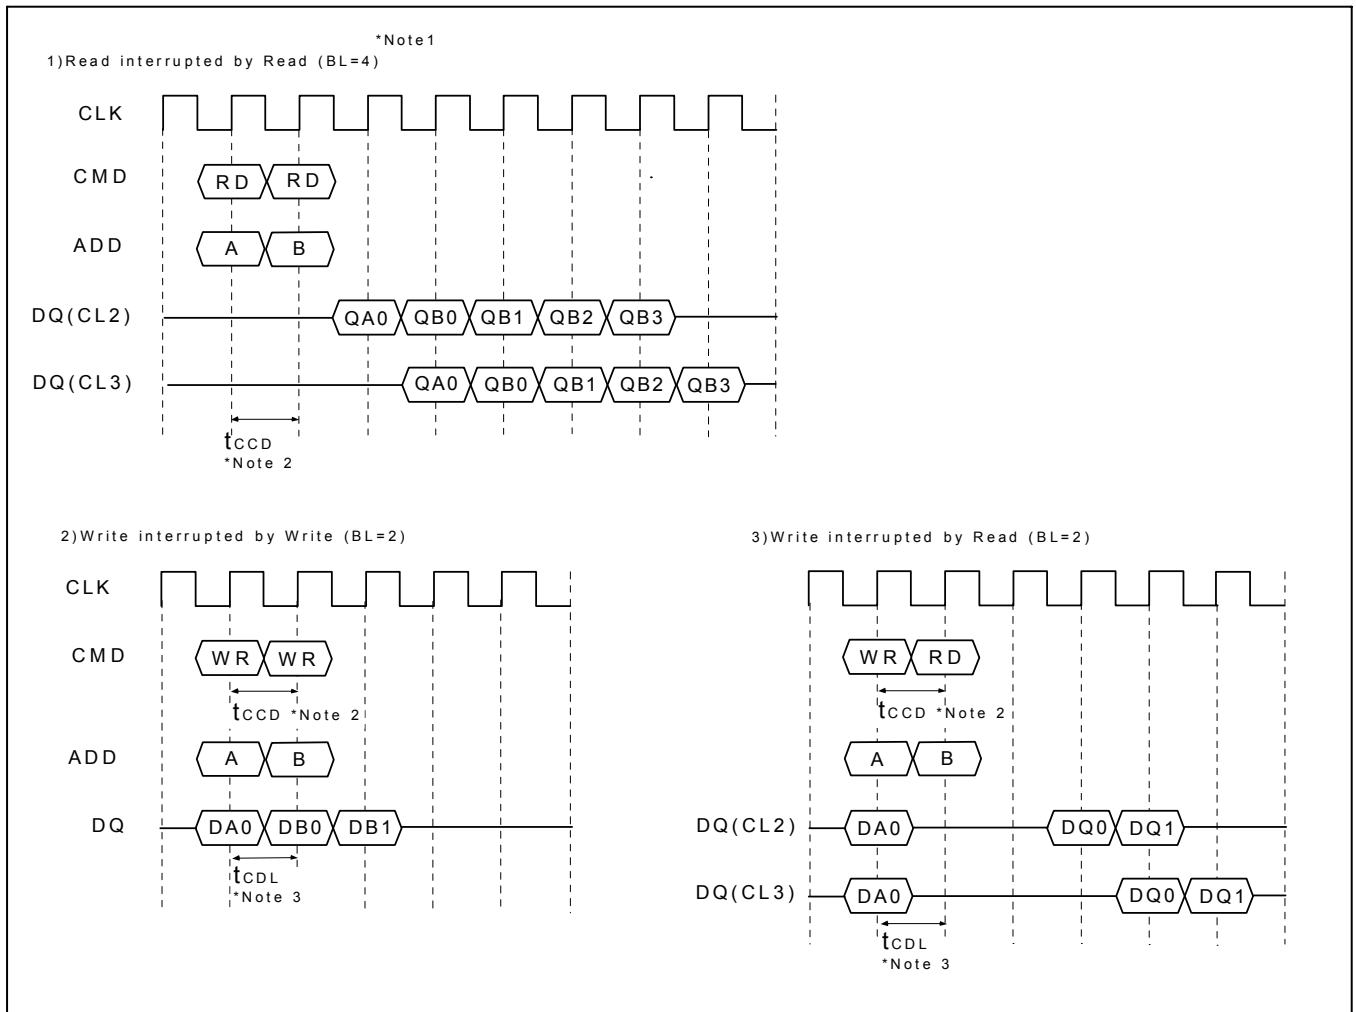 *Note1
1)Read interrupted by Read (BL=4)
CLK
CMD RD RD
ADD A B
DQ(CL2) QA0 QB0 QB1 QB2 QB3
DQ(CL3) QA0 QB0 QB1 QB2 QB3
tCCD
*Note 2
2)Write interrupted by Write (BL=2)
CLK
CMD WR WR
tCCD *Note 2
ADD A B
DQ DA0 DB0 DB1
tCDL
*Note 3
3)Write interrupted by Read (BL=2)
WR RD
tCCD *Note 2
A B
DQ(CL2) DA0 DQ0 DQ1
DQ(CL3) DA0 DQ0 DQ1
tCDL
*Note 3